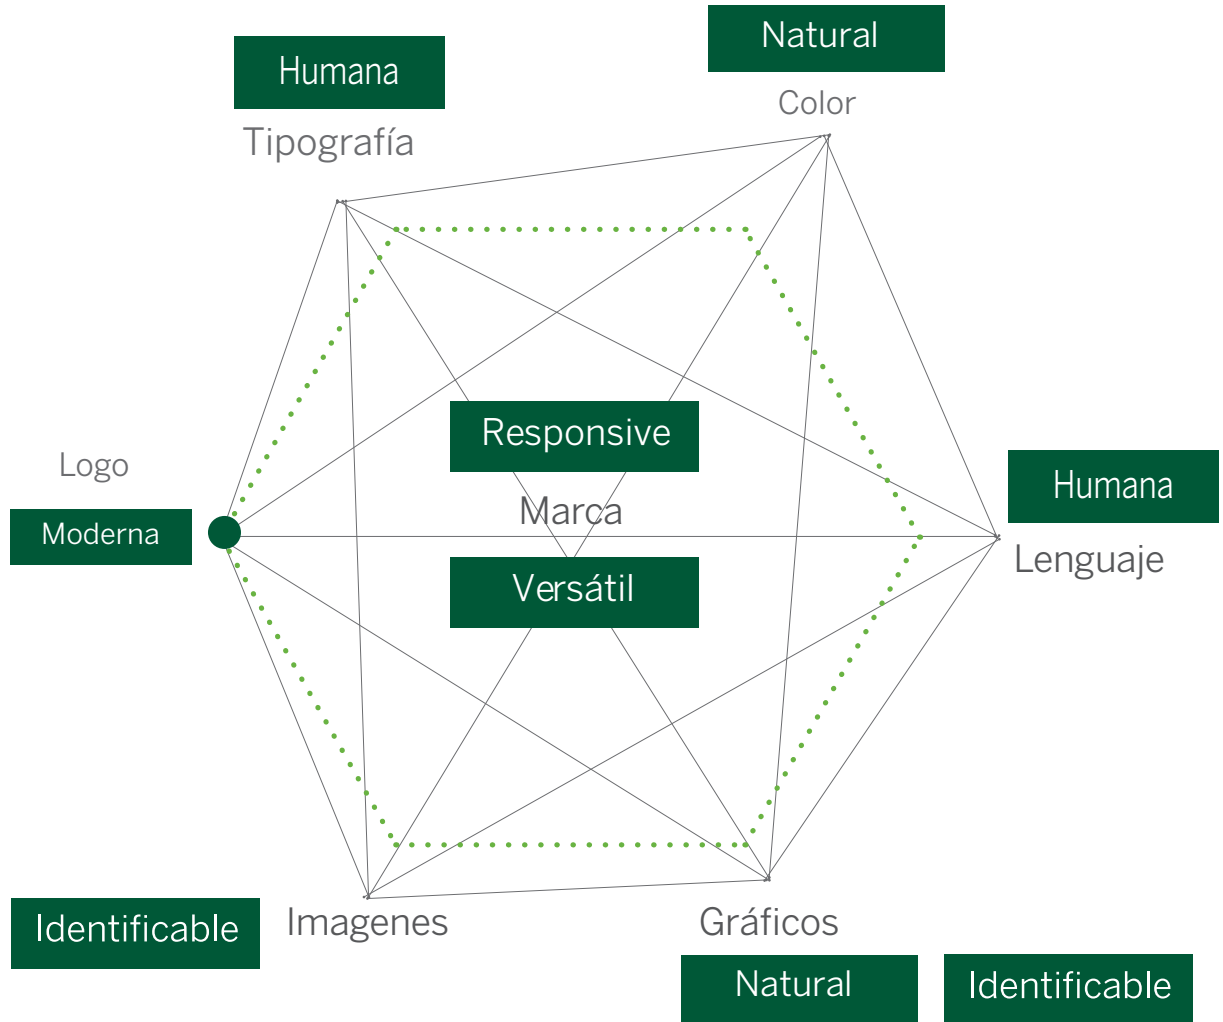 Natural
Humana
Color
Tipografía
Responsive
Logo
Humana
Marca
Moderna
Lenguaje
Versátil
Imagenes
Gráficos
Identificable
Natural
Identificable